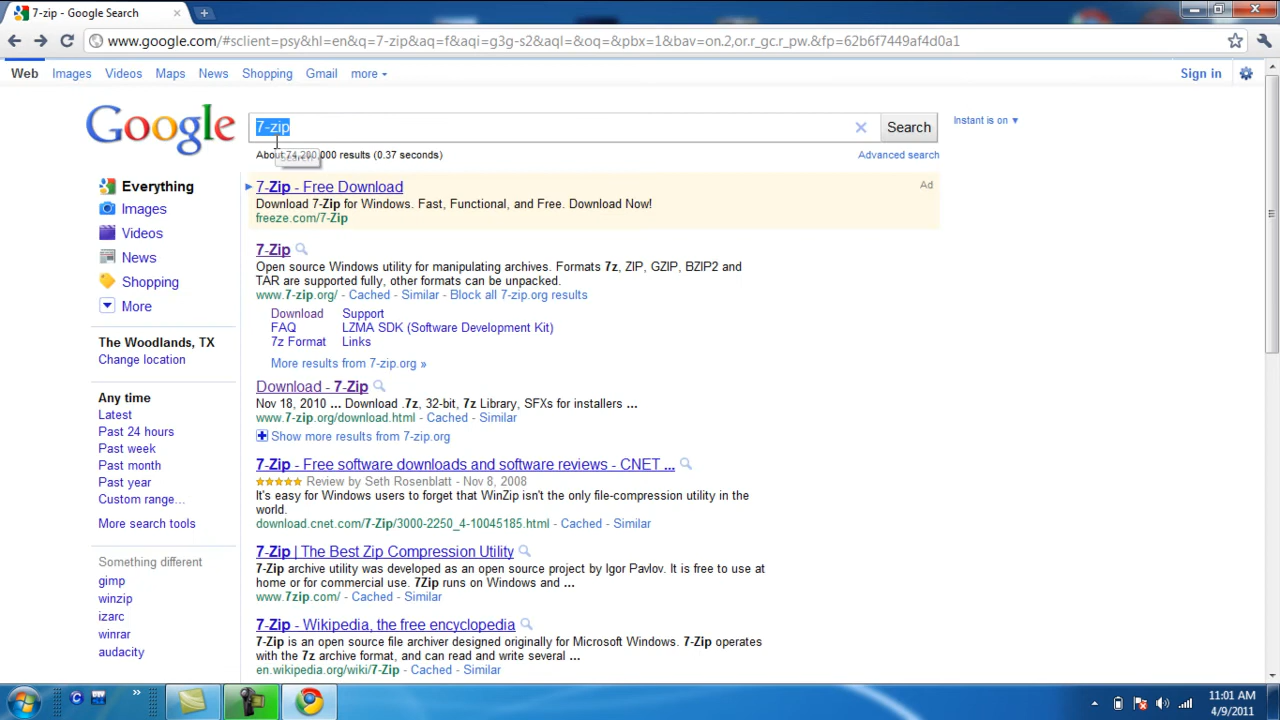 7-zip - Google Search
www.google.com/#sclient=psy&hl=en&q=7-zip&aq=f&aqi=g3g-s2&aql=&oq=&pbx=1&bav=on.2,or.r_gc.r_pw.&fp=62b6f7449af4d0a1
Web Images Videos Maps News Shopping Gmail more
Sign in
Google
7-zip
Search
Instant is on ▼
About 74,200,000 results (0.37 seconds)
Advanced search
Everything
Images
Videos
News
Shopping
More
The Woodlands, TX
Change location
Any time
Latest
Past 24 hours
Past week
Past month
Past year
Custom range...
More search tools
Something different
gimp
winzip
izarc
winrar
audacity
7-Zip - Free Download
Ad
Download 7-Zip for Windows. Fast, Functional, and Free. Download Now!
freeze.com/7-Zip
7-Zip
Open source Windows utility for manipulating archives. Formats 7z, ZIP, GZIP, BZIP2 and
TAR are supported fully, other formats can be unpacked.
www.7-zip.org/ - Cached - Similar - Block all 7-zip.org results
Download Support
FAQ LZMA SDK (Software Development Kit)
7z Format Links
More results from 7-zip.org »
Download - 7-Zip
Nov 18, 2010 ... Download .7z, 32-bit, 7z Library, SFXs for installers ...
www.7-zip.org/download.html - Cached - Similar
Show more results from 7-zip.org
7-Zip - Free software downloads and software reviews - CNET ...
★★★★★ Review by Seth Rosenblatt - Nov 8, 2008
It's easy for Windows users to forget that WinZip isn't the only file-compression utility in the
world.
download.cnet.com/7-Zip/3000-2250_4-10045185.html - Cached - Similar
7-Zip | The Best Zip Compression Utility
7-Zip archive utility was developed as an open source project by Igor Pavlov. It is free to use at
home or for commercial use. 7Zip runs on Windows and ...
www.7zip.com/ - Cached - Similar
7-Zip - Wikipedia, the free encyclopedia
7-Zip is an open source file archiver designed originally for Microsoft Windows. 7-Zip operates
with the 7z archive format, and can read and write several ...
en.wikipedia.org/wiki/7-Zip - Cached - Similar
11:01 AM
4/9/2011